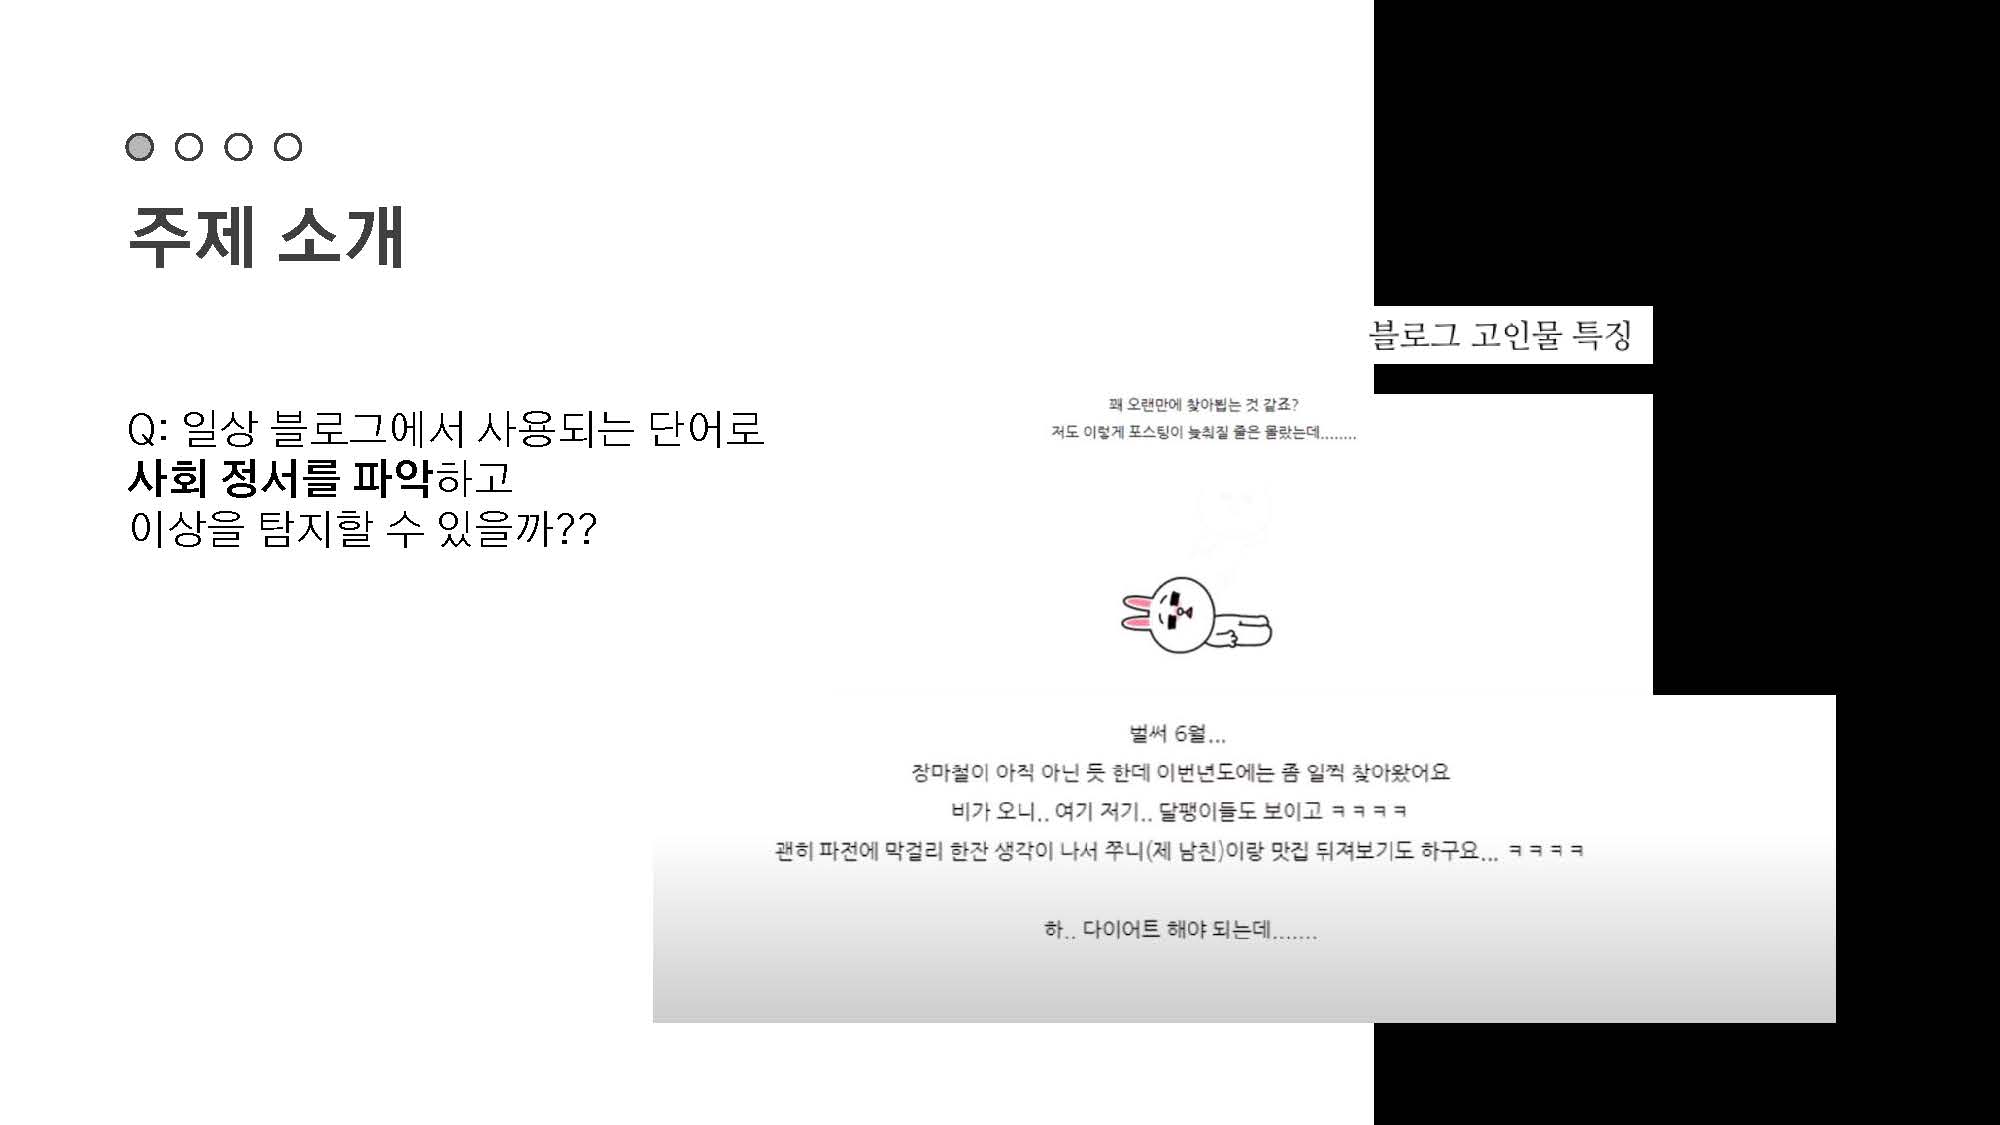 주제 소개
Q: 일상 블로그에서 사용되는 단어로
사회 정서를 파악하고
이상을 탐지할 수 있을까??
블로그 고인물 특징
꽤 오랜만에 찾아뵙는 것 같죠?
저도 이렇게 포스팅이 늦춰질 줄은 몰랐는데........
벌써 6월...
장마철이 아직 아닌 듯 한데 이번년도에는 좀 일찍 찾아왔어요
비가 오니.. 여기 저기.. 달팽이들도 보이고 ㅋㅋㅋㅋ
괜히 파전에 막걸리 한잔 생각이 나서 쭈니(제 남친)이랑 맛집 뒤져보기도 하구요... ㅋㅋㅋㅋ
하.. 다이어트 해야 되는데.......